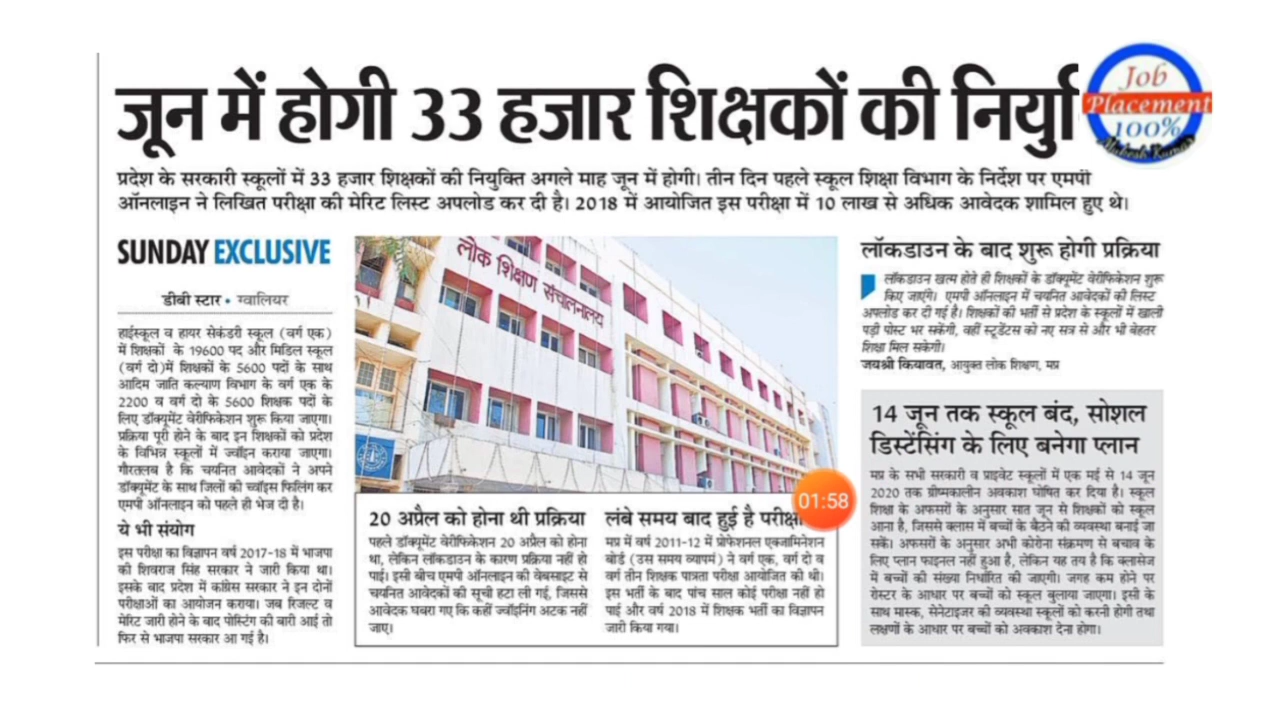 जून में होगी 33 हजार शिक्षकों की
Job
Placement
100%
Mukesh Kumar
प्रदेश के सरकारी स्कूलों में 33 हजार शिक्षकों की नियुक्ति अगले माह जून में होगी। तीन दिन पहले स्कूल शिक्षा विभाग के निर्देश पर एमपी
ऑनलाइन ने लिखित परीक्षा की मेरिट लिस्ट अपलोड कर दी है। 2018 में आयोजित इस परीक्षा में 10 लाख से अधिक आवेदक शामिल हुए थे।
SUNDAY EXCLUSIVE
डीबी स्टार • ग्वालियर
हाईस्कूल व हायर सेकंडरी स्कूल (वर्ग एक)
में शिक्षकों के 19600 पद और मिडिल स्कूल
(वर्ग दो)में शिक्षकों के 5600 पदों के साथ
आदिम जाति कल्याण विभाग के वर्ग एक के
2200 व वर्ग दो के 5600 शिक्षक पदों के
लिए डॉक्यूमेंट वेरीफिकेशन शुरू किया जाएगा।
प्रक्रिया पूरी होने के बाद इन शिक्षकों को प्रदेश
के विभिन्न स्कूलों में ज्वॉइन कराया जाएगा।
गौरतलब है कि चयनित आवेदकों ने अपने
डॉक्यूमेंट के साथ जिलों की च्वॉइस फिलिंग कर
एमपी ऑनलाइन को पहले ही भेज दी है।
ये भी संयोग
इस परीक्षा का विज्ञापन वर्ष 2017-18 में भाजपा
की शिवराज सिंह सरकार ने जारी किया था।
इसके बाद प्रदेश में कांग्रेस सरकार ने इन दोनों
परीक्षाओं का आयोजन कराया। जब रिजल्ट व
मेरिट जारी होने के बाद पोस्टिंग की बारी आई तो
फिर से भाजपा सरकार आ गई है।
लोक शिक्षण संचालनालय
01:58
20 अप्रैल को होना थी प्रक्रिया
पहले डॉक्यूमेंट वेरीफिकेशन 20 अप्रैल को होना
था, लेकिन लॉकडाउन के कारण प्रक्रिया नहीं हो
पाई। इसी बीच एमपी ऑनलाइन की वेबसाइट से
चयनित आवेदकों की सूची हटा ली गई, जिससे
आवेदक घबरा गए कि कहीं ज्वॉइनिंग अटक नहीं
जाए।
लंबे समय बाद हुई है परीक्षा
मप्र में वर्ष 2011-12 में प्रोफेशनल एक्जामिनेशन
बोर्ड (उस समय व्यापमं) ने वर्ग एक, वर्ग दो व
वर्ग तीन शिक्षक पात्रता परीक्षा आयोजित की थी।
इस भर्ती के बाद पांच साल कोई परीक्षा नहीं हो
पाई और वर्ष 2018 में शिक्षक भर्ती का विज्ञापन
जारी किया गया।
लॉकडाउन के बाद शुरू होगी प्रक्रिया
लॉकडाउन खत्म होते ही शिक्षकों के डॉक्यूमेंट वेरीफिकेशन शुरू
किए जाएंगे। एमपी ऑनलाइन में चयनित आवेदकों की लिस्ट
अपलोड कर दी गई है। शिक्षकों की भर्ती से प्रदेश के स्कूलों में खाली
पड़ी पोस्ट भर सकेंगी, वहीं स्टूडेंटस को नए सत्र से और भी बेहतर
शिक्षा मिल सकेगी।
जयश्री कियावत, आयुक्त लोक शिक्षण, मप्र
14 जून तक स्कूल बंद, सोशल
डिस्टेंसिंग के लिए बनेगा प्लान
मप्र के सभी सरकारी व प्राइवेट स्कूलों में एक मई से 14 जून
2020 तक ग्रीष्मकालीन अवकाश घोषित कर दिया है। स्कूल
शिक्षा के अफसरों के अनुसार सात जून से शिक्षकों को स्कूल
आना है, जिससे क्लास में बच्चों के बैठने की व्यवस्था बनाई जा
सकें। अफसरों के अनुसार अभी कोरोना संक्रमण से बचाव के
लिए प्लान फाइनल नहीं हुआ है, लेकिन यह तय है कि क्लासेज
में बच्चों की संख्या निर्धारित की जाएगी। जगह कम होने पर
रोस्टर के आधार पर बच्चों को स्कूल बुलाया जाएगा। इसी के
साथ मास्क, सेनेटाइजर की व्यवस्था स्कूलों को करनी होगी तथा
लक्षणों के आधार पर बच्चों को अवकाश देना होगा।